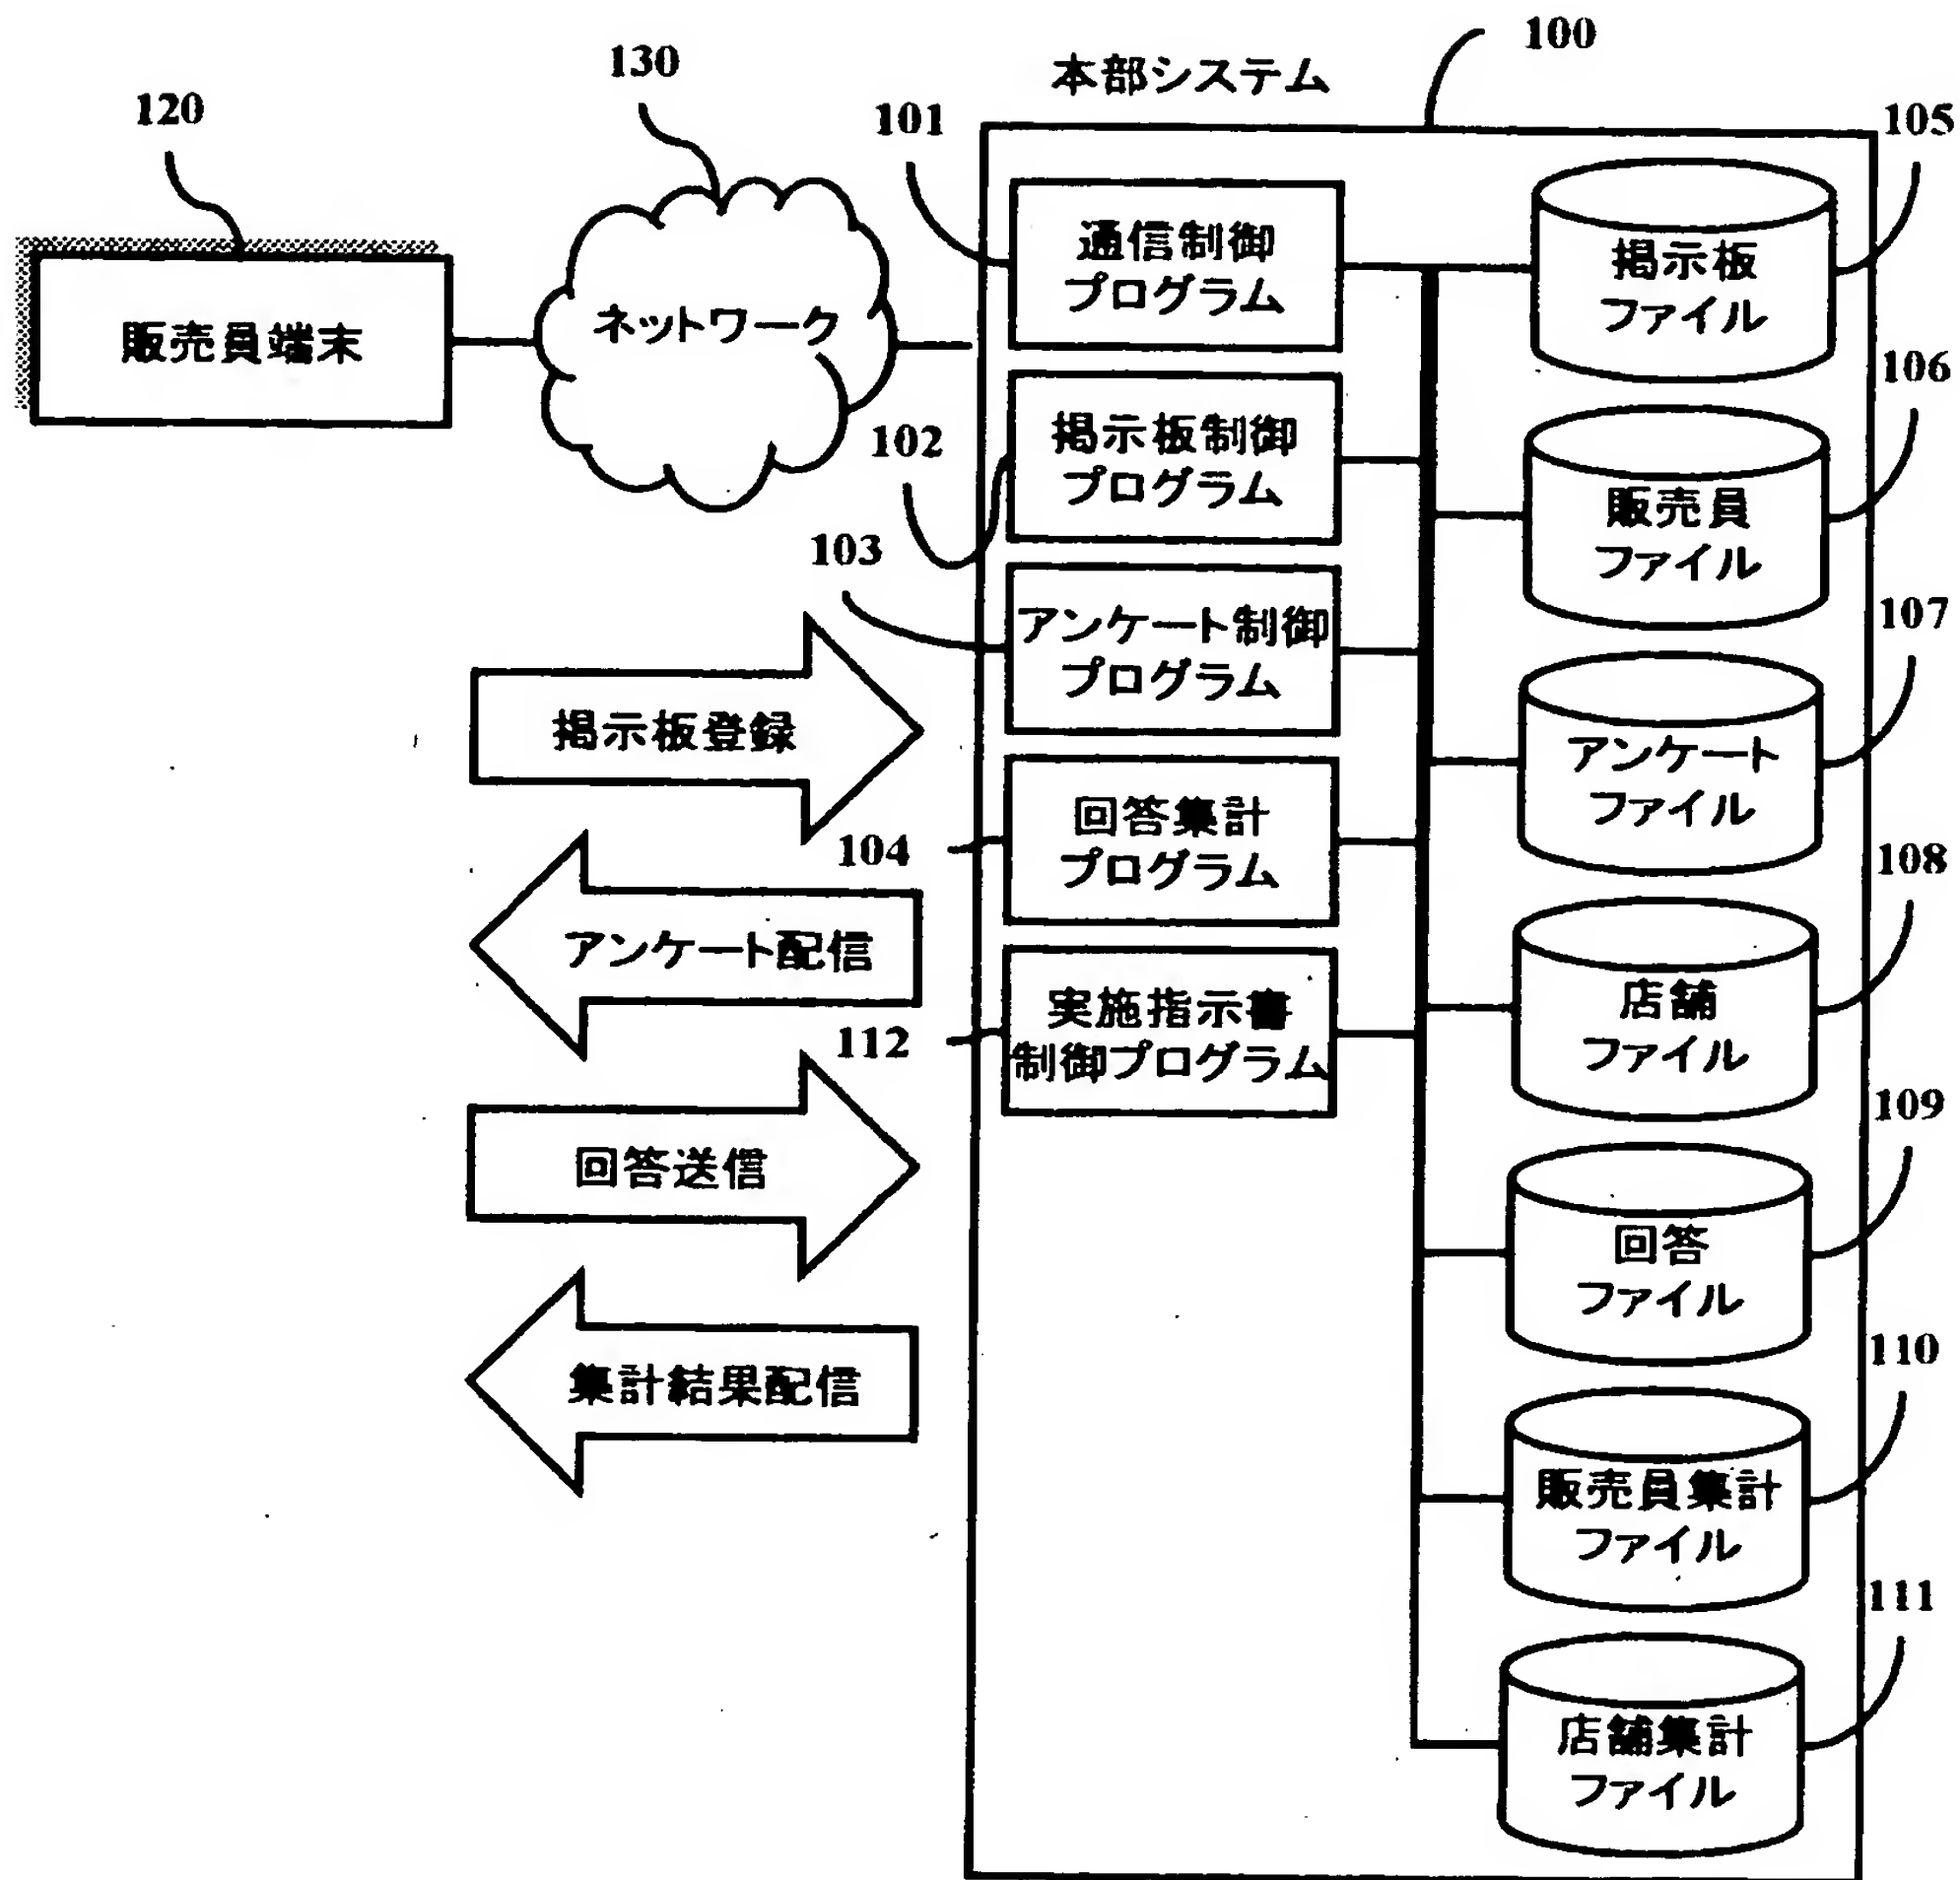 100
本部システム
130
120
101
105
通信制御
プログラム
掲示板
ファイル
ネットワーク
販売員端末
106
102
掲示板制御
プログラム
販売員
ファイル
103
アンケート制御
プログラム
107
掲示板登録
アンケート
ファイル
104
回答集計
プログラム
108
アンケート配信
店舗
ファイル
112
実施指示書
制御プログラム
109
回答送信
回答
ファイル
110
集計結果配信
販売員集計
ファイル
111
店舗集計
ファイル